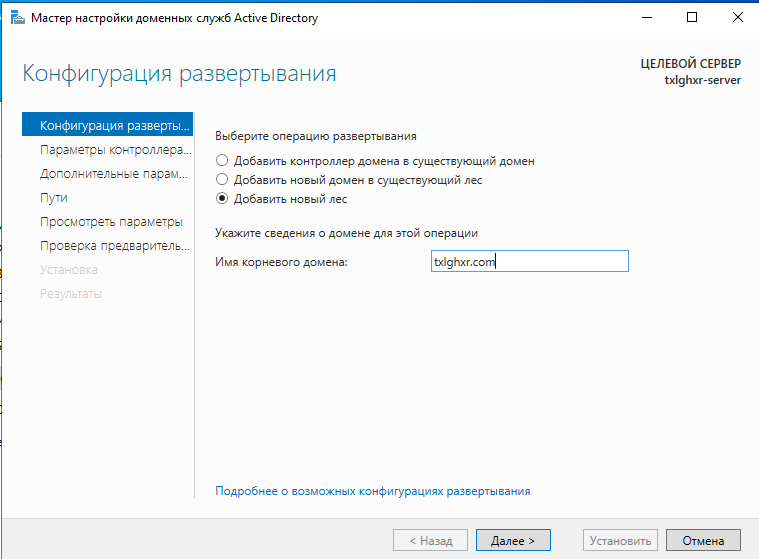 Мастер настройки доменных служб Active Directory
Конфигурация развертывания
ЦЕЛЕВОЙ СЕРВЕР
txlghxr-server
Конфигурация разверты...
Параметры контроллера...
Дополнительные парам...
Пути
Просмотреть параметры
Проверка предваритель...
Установка
Результаты
Выберите операцию развертывания
Добавить контроллер домена в существующий домен
Добавить новый домен в существующий лес
Добавить новый лес
Укажите сведения о домене для этой операции
Имя корневого домена: txlghxr.com
Подробнее о возможных конфигурациях развертывания
< Назад Далее > Установить Отмена